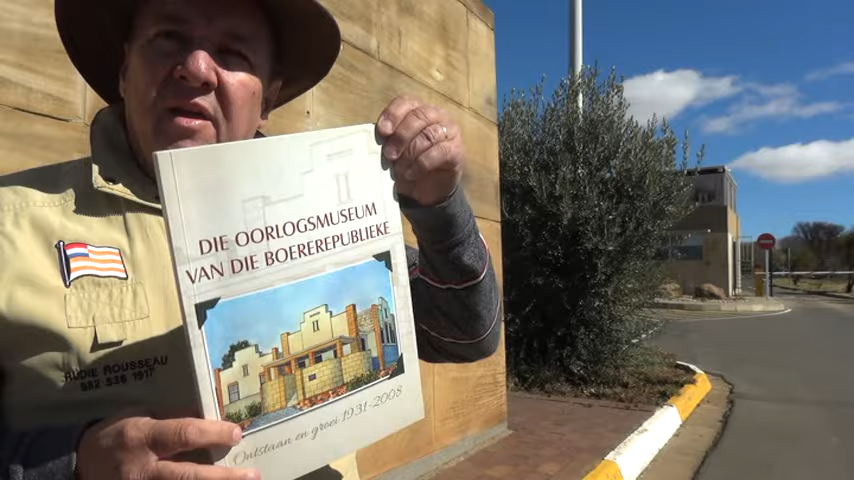 DIE OORLOGSMUSEUM
VAN DIE BOEREREPUBLIEKE
Ontstaan en groei 1931-2008
RUDIE ROUSSEAU
082 536 1917